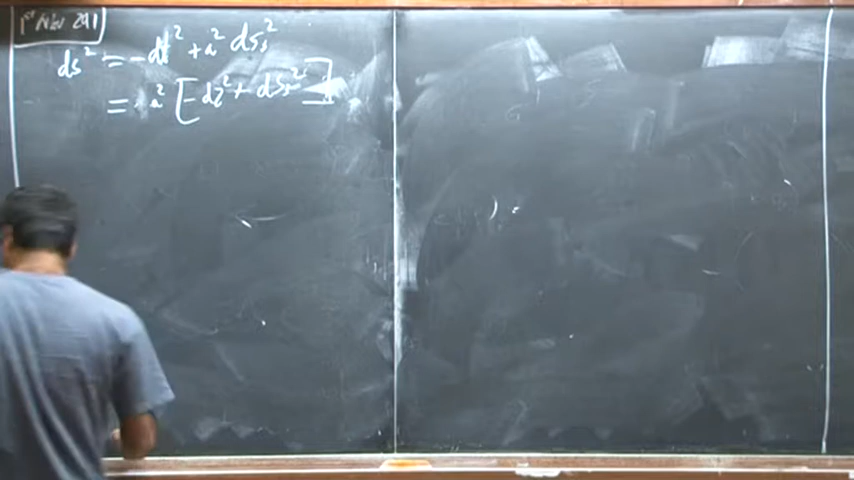 1st Nov 2011
ds² = -dt² + a² dS₃²
= a² [-dη² + dS₃²]